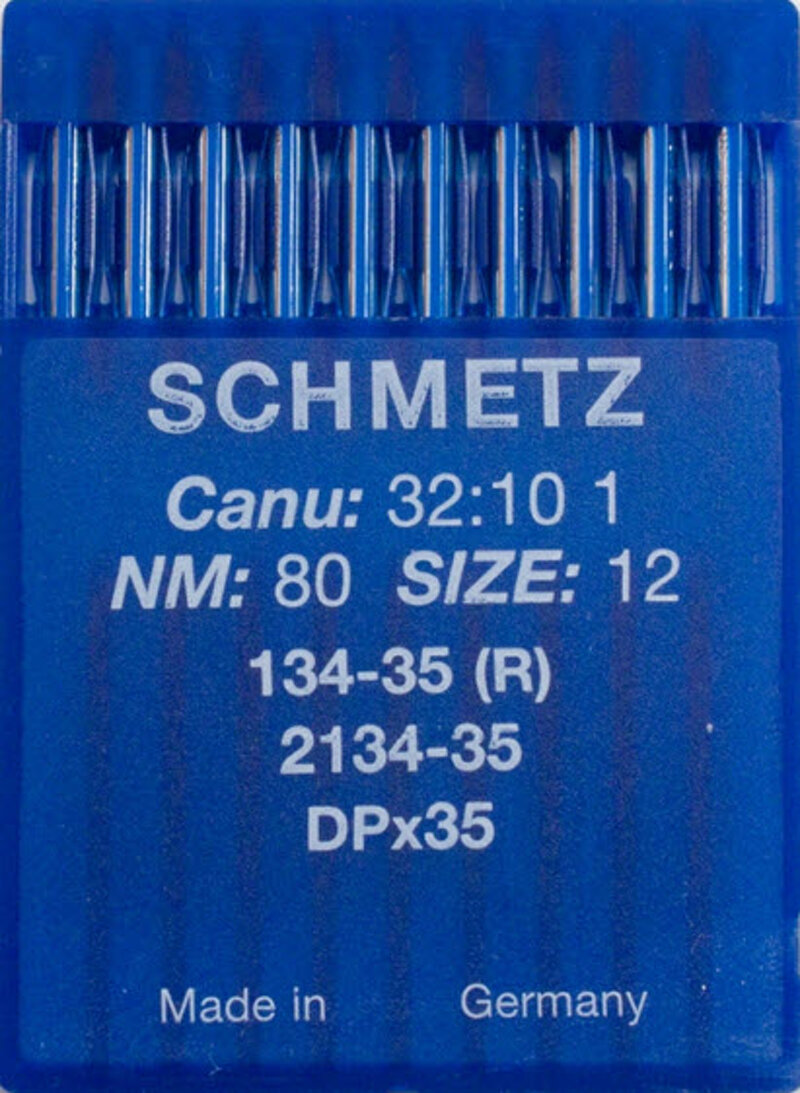 SCHMETZ
Canu: 32:10 1
NM: 80 SIZE: 12
134-35 (R)
2134-35
DPx35
Made in Germany